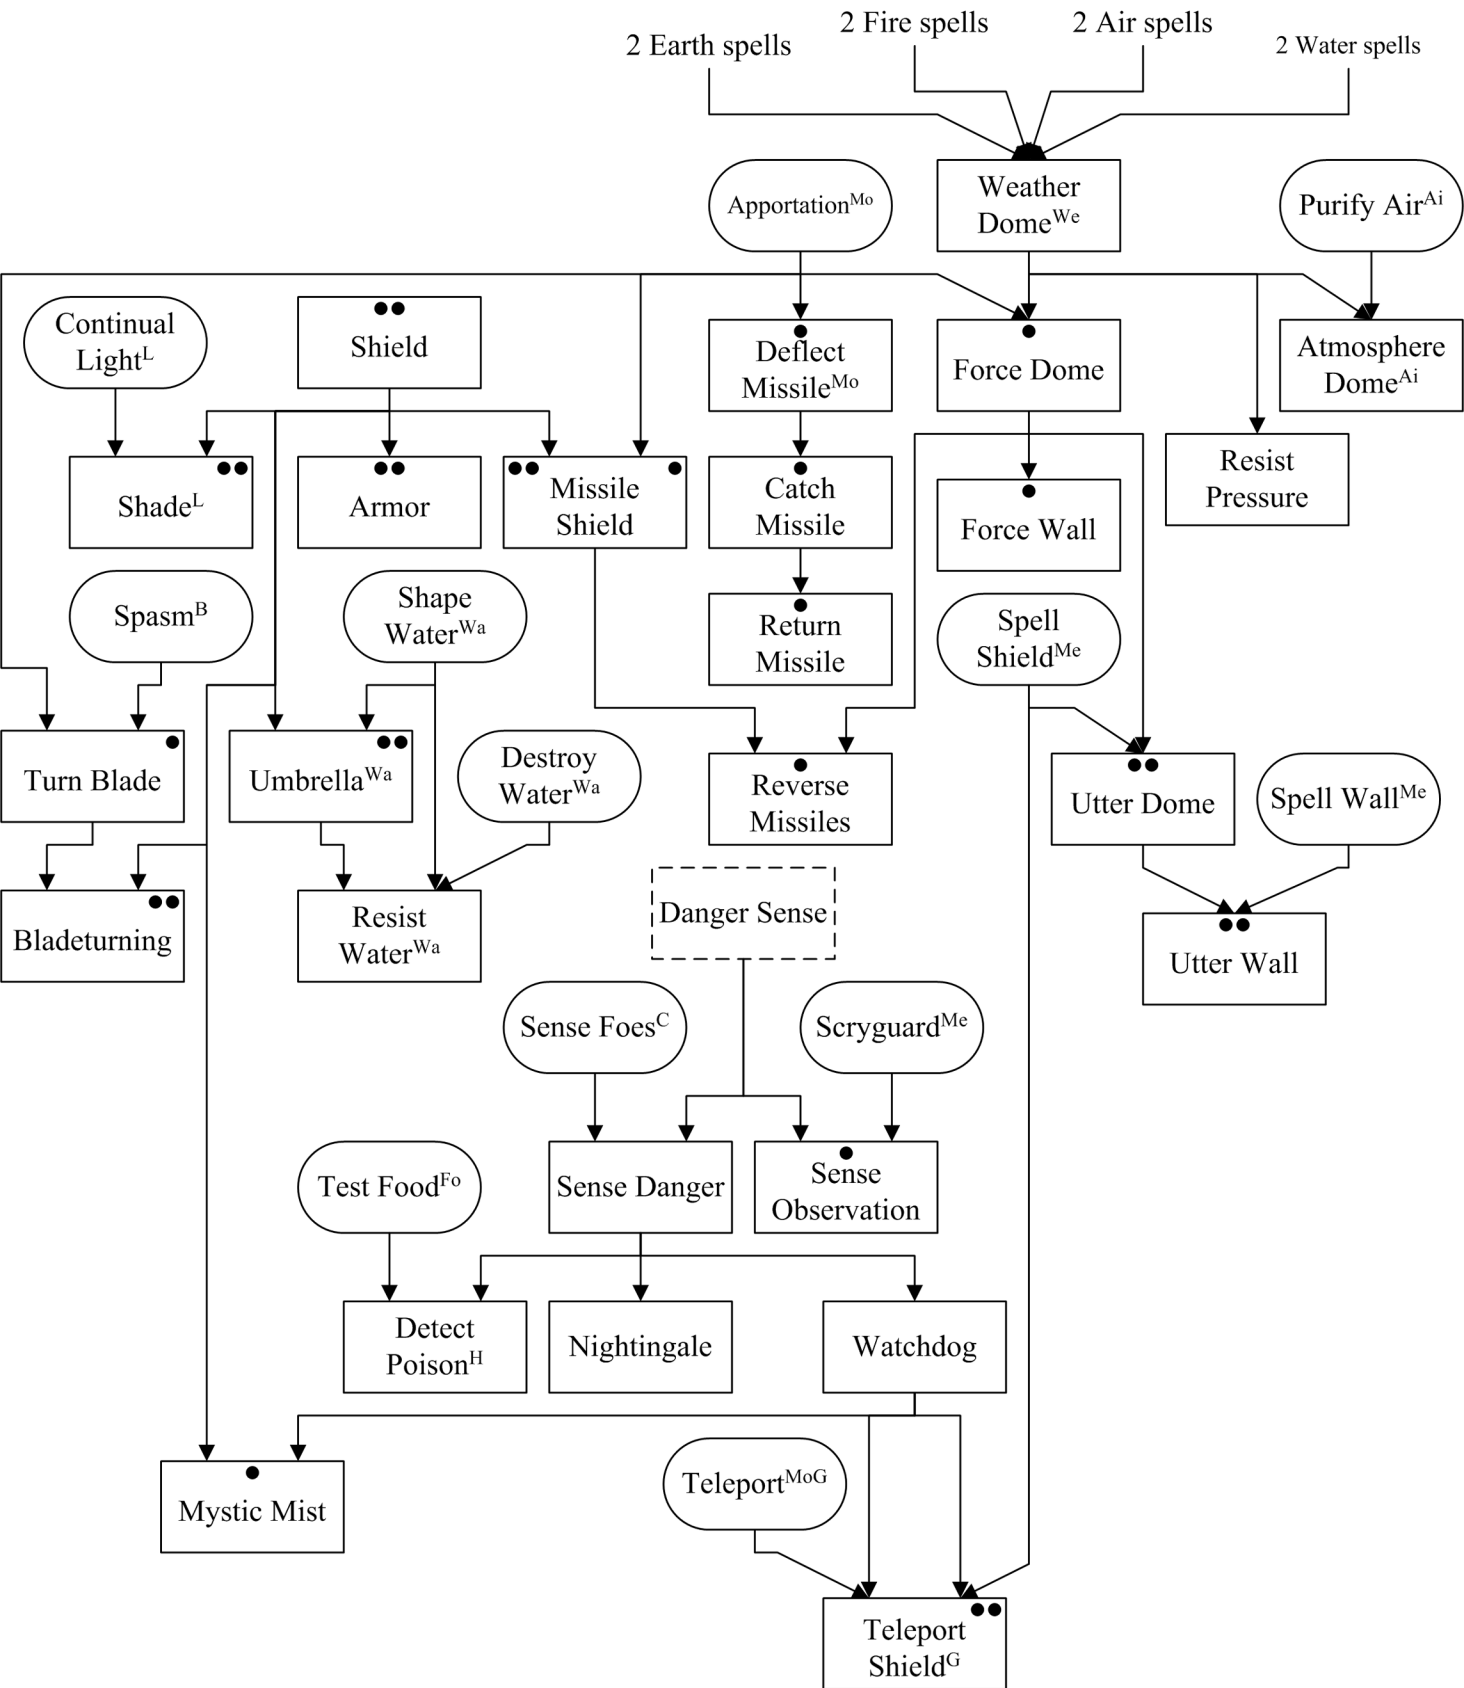 2 Earth spells
2 Fire spells
2 Air spells
2 Water spells
Apportation^Mo
Weather
Dome^We
Purify Air^Ai
Continual
Light^L
Shield
Deflect
Missile^Mo
Force Dome
Atmosphere
Dome^Ai
Shade^L
Armor
Missile
Shield
Catch
Missile
Force Wall
Resist
Pressure
Spasm^B
Shape
Water^Wa
Return
Missile
Spell
Shield^Me
Turn Blade
Umbrella^Wa
Destroy
Water^Wa
Reverse
Missiles
Utter Dome
Spell Wall^Me
Bladeturning
Resist
Water^Wa
Danger Sense
Utter Wall
Sense Foes^C
Scryguard^Me
Test Food^Fo
Sense Danger
Sense
Observation
Detect
Poison^H
Nightingale
Watchdog
Mystic Mist
Teleport^MoG
Teleport
Shield^G